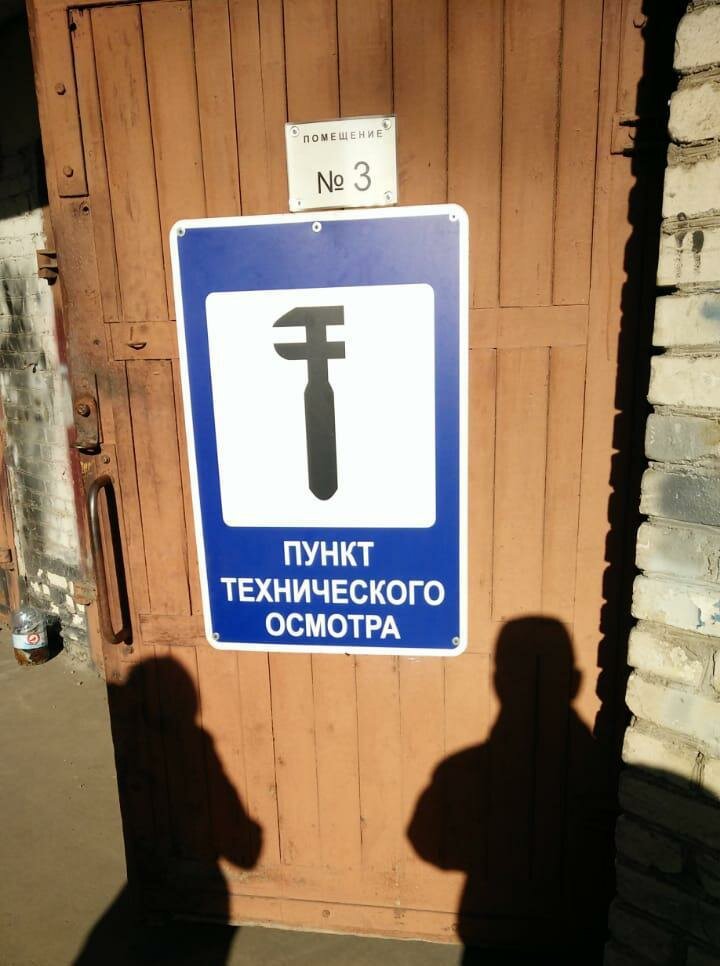 ПОМЕЩЕНИЕ
№ 3
ПУНКТ
ТЕХНИЧЕСКОГО
ОСМОТРА